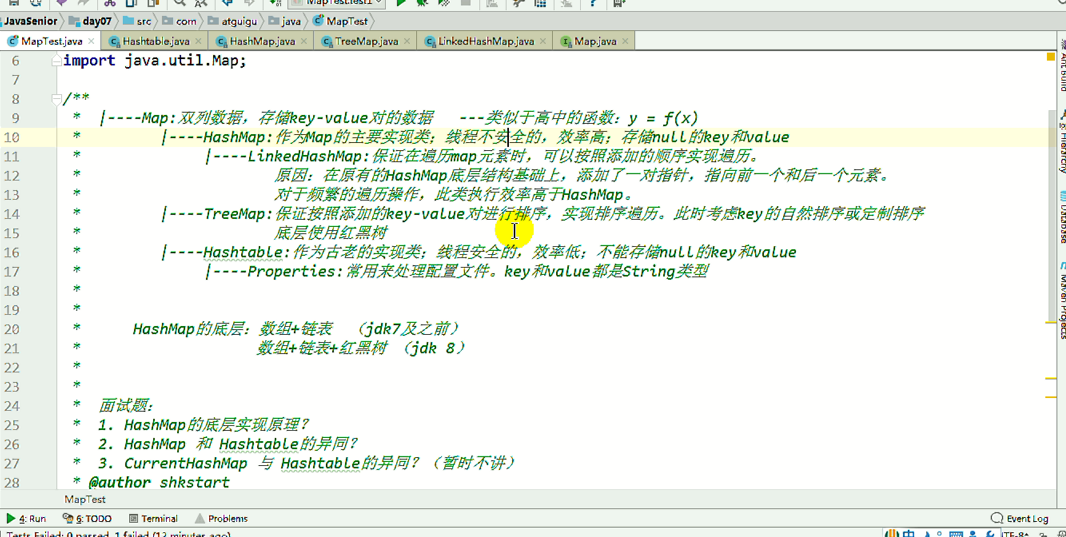 MapTest.test1
JavaSenior day07 src com atguigu java MapTest
MapTest.java Hashtable.java HashMap.java TreeMap.java LinkedHashMap.java Map.java
6 import java.util.Map;
7
8 /**
9 * |----Map:双列数据，存储key-value对的数据 ---类似于高中的函数：y = f(x)
10 * |----HashMap:作为Map的主要实现类；线程不安全的，效率高；存储null的key和value
11 * |----LinkedHashMap:保证在遍历map元素时，可以按照添加的顺序实现遍历。
12 * 原因：在原有的HashMap底层结构基础上，添加了一对指针，指向前一个和后一个元素。
13 * 对于频繁的遍历操作，此类执行效率高于HashMap。
14 * |----TreeMap:保证按照添加的key-value对进行排序，实现排序遍历。此时考虑key的自然排序或定制排序
15 * 底层使用红黑树
16 * |----Hashtable:作为古老的实现类；线程安全的，效率低；不能存储null的key和value
17 * |----Properties:常用来处理配置文件。key和value都是String类型
18 *
19 *
20 * HashMap的底层：数组+链表 （jdk7及之前）
21 * 数组+链表+红黑树 （jdk 8）
22 *
23 *
24 * 面试题：
25 * 1. HashMap的底层实现原理？
26 * 2. HashMap 和 Hashtable的异同？
27 * 3. CurrentHashMap 与 Hashtable的异同？（暂时不讲）
28 * @author shkstart
MapTest
4: Run 6: TODO Terminal Problems Event Log
Tests Failed: 0 passed, 1 failed (13 minutes ago)